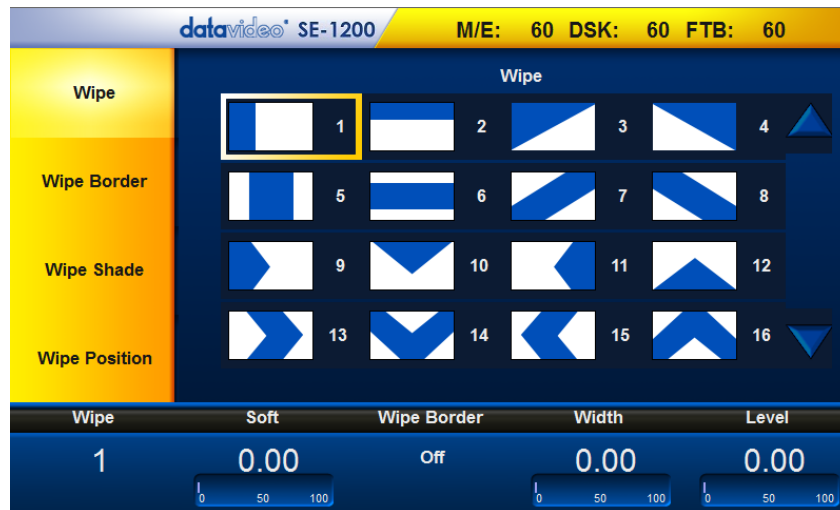 datavideo SE-1200 M/E: 60 DSK: 60 FTB: 60
Wipe
Wipe Border
Wipe Shade
Wipe Position
Wipe
1 2 3 4
5 6 7 8
9 10 11 12
13 14 15 16
Wipe Soft Wipe Border Width Level
1 0.00 Off 0.00 0.00
0 50 100 0 50 100 0 50 100